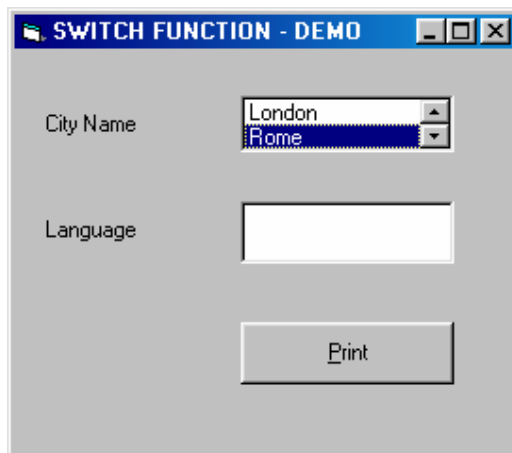 SWITCH FUNCTION - DEMO
City Name
London
Rome
Language
Print